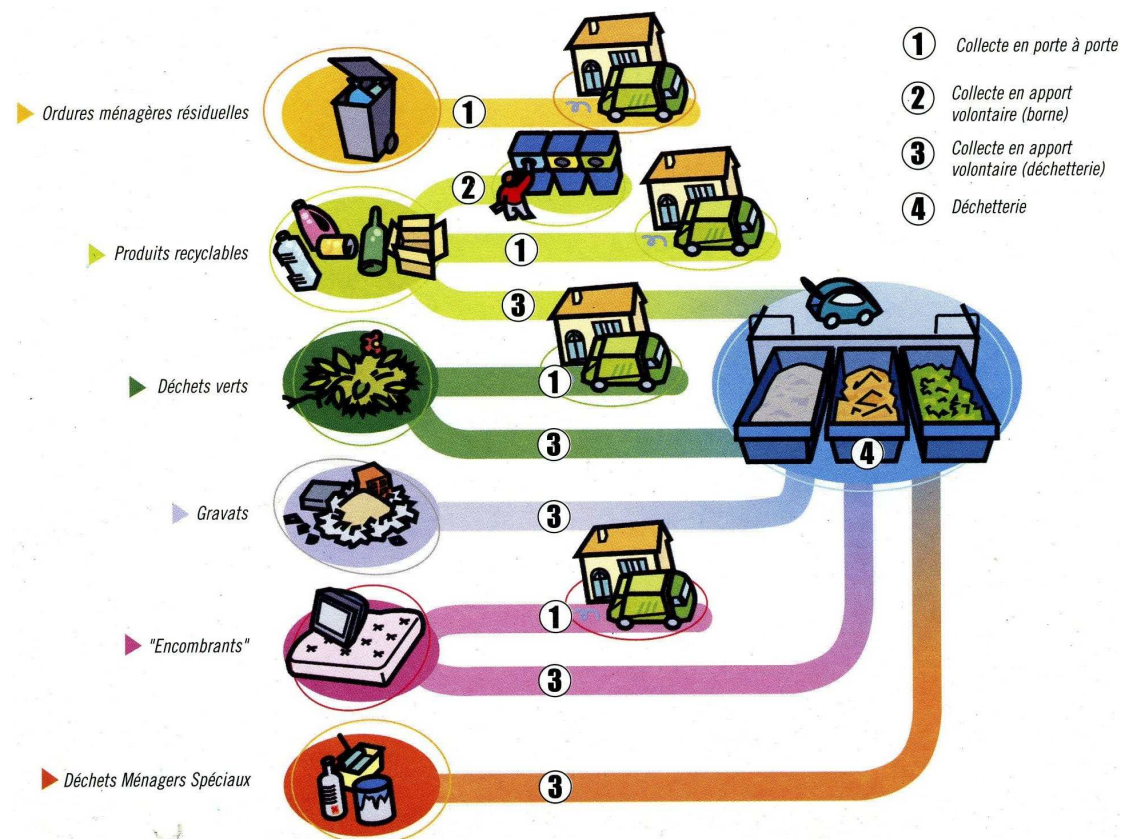 1 Collecte en porte à porte
2 Collecte en apport
volontaire (borne)
3 Collecte en apport
volontaire (déchetterie)
4 Déchetterie
Ordures ménagères résiduelles
1
2
Produits recyclables
1
3
Déchets verts
1
3
4
Gravats
3
"Encombrants"
1
3
Déchets Ménagers Spéciaux
3